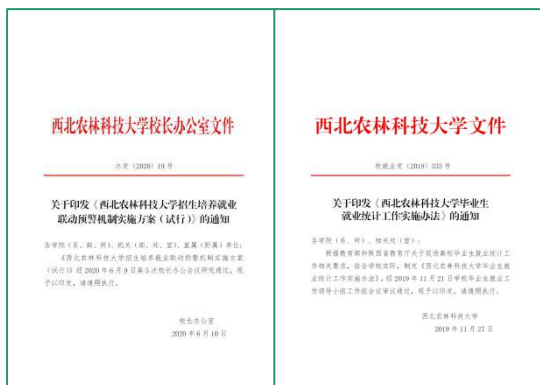 西北农林科技大学校长办公室文件
办发〔2020〕19号
关于印发《西北农林科技大学招生培养就业
联动预警机制实施方案（试行）》的通知
各学院（系、部、所），机关（部、处、室），直属（附属）单位：
《西北农林科技大学招生培养就业联动预警机制实施方案
（试行）》经2020年6月9日第5次校长办公会议研究通过，现
予以印发，请遵照执行。
校长办公室
2020年6月10日
西北农林科技大学文件
校就业发〔2019〕333号
关于印发《西北农林科技大学毕业生
就业统计工作实施办法》的通知
各学院（系、所）、相关处（室）：
根据教育部和陕西省教育厅关于促进高校毕业生就业统计工
作相关要求，结合学校实际，制定《西北农林科技大学毕业生就
业统计工作实施办法》，经2019年11月21日学校毕业生就业工
作领导小组工作组会议审议通过，现予以印发，请遵照执行。
西北农林科技大学
2019年11月27日